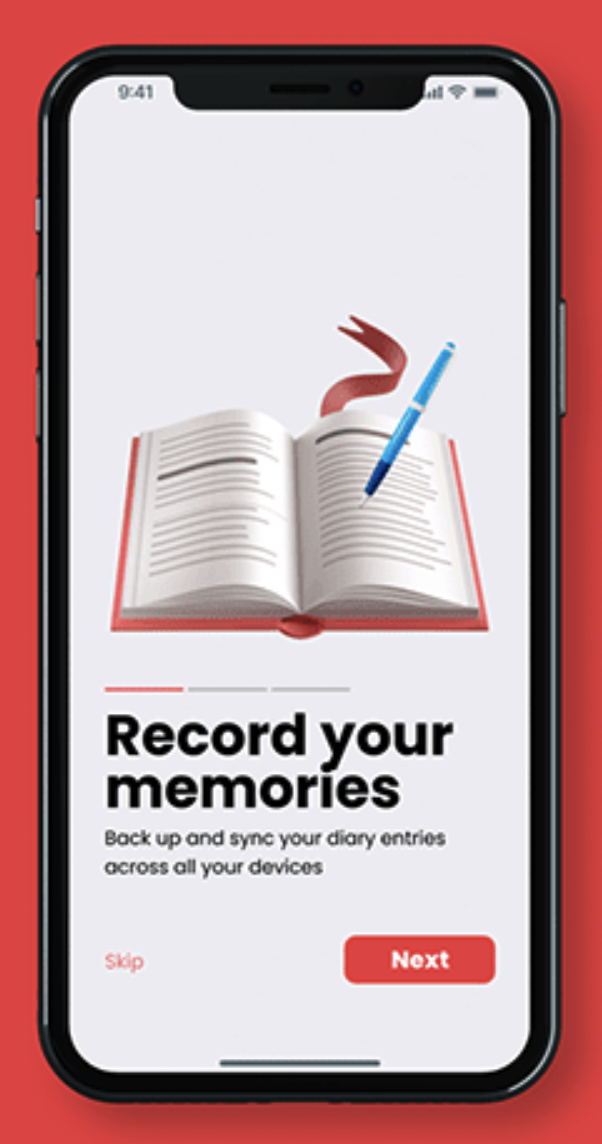 9:41
Record your
memories
Back up and sync your diary entries
across all your devices
Skip
Next